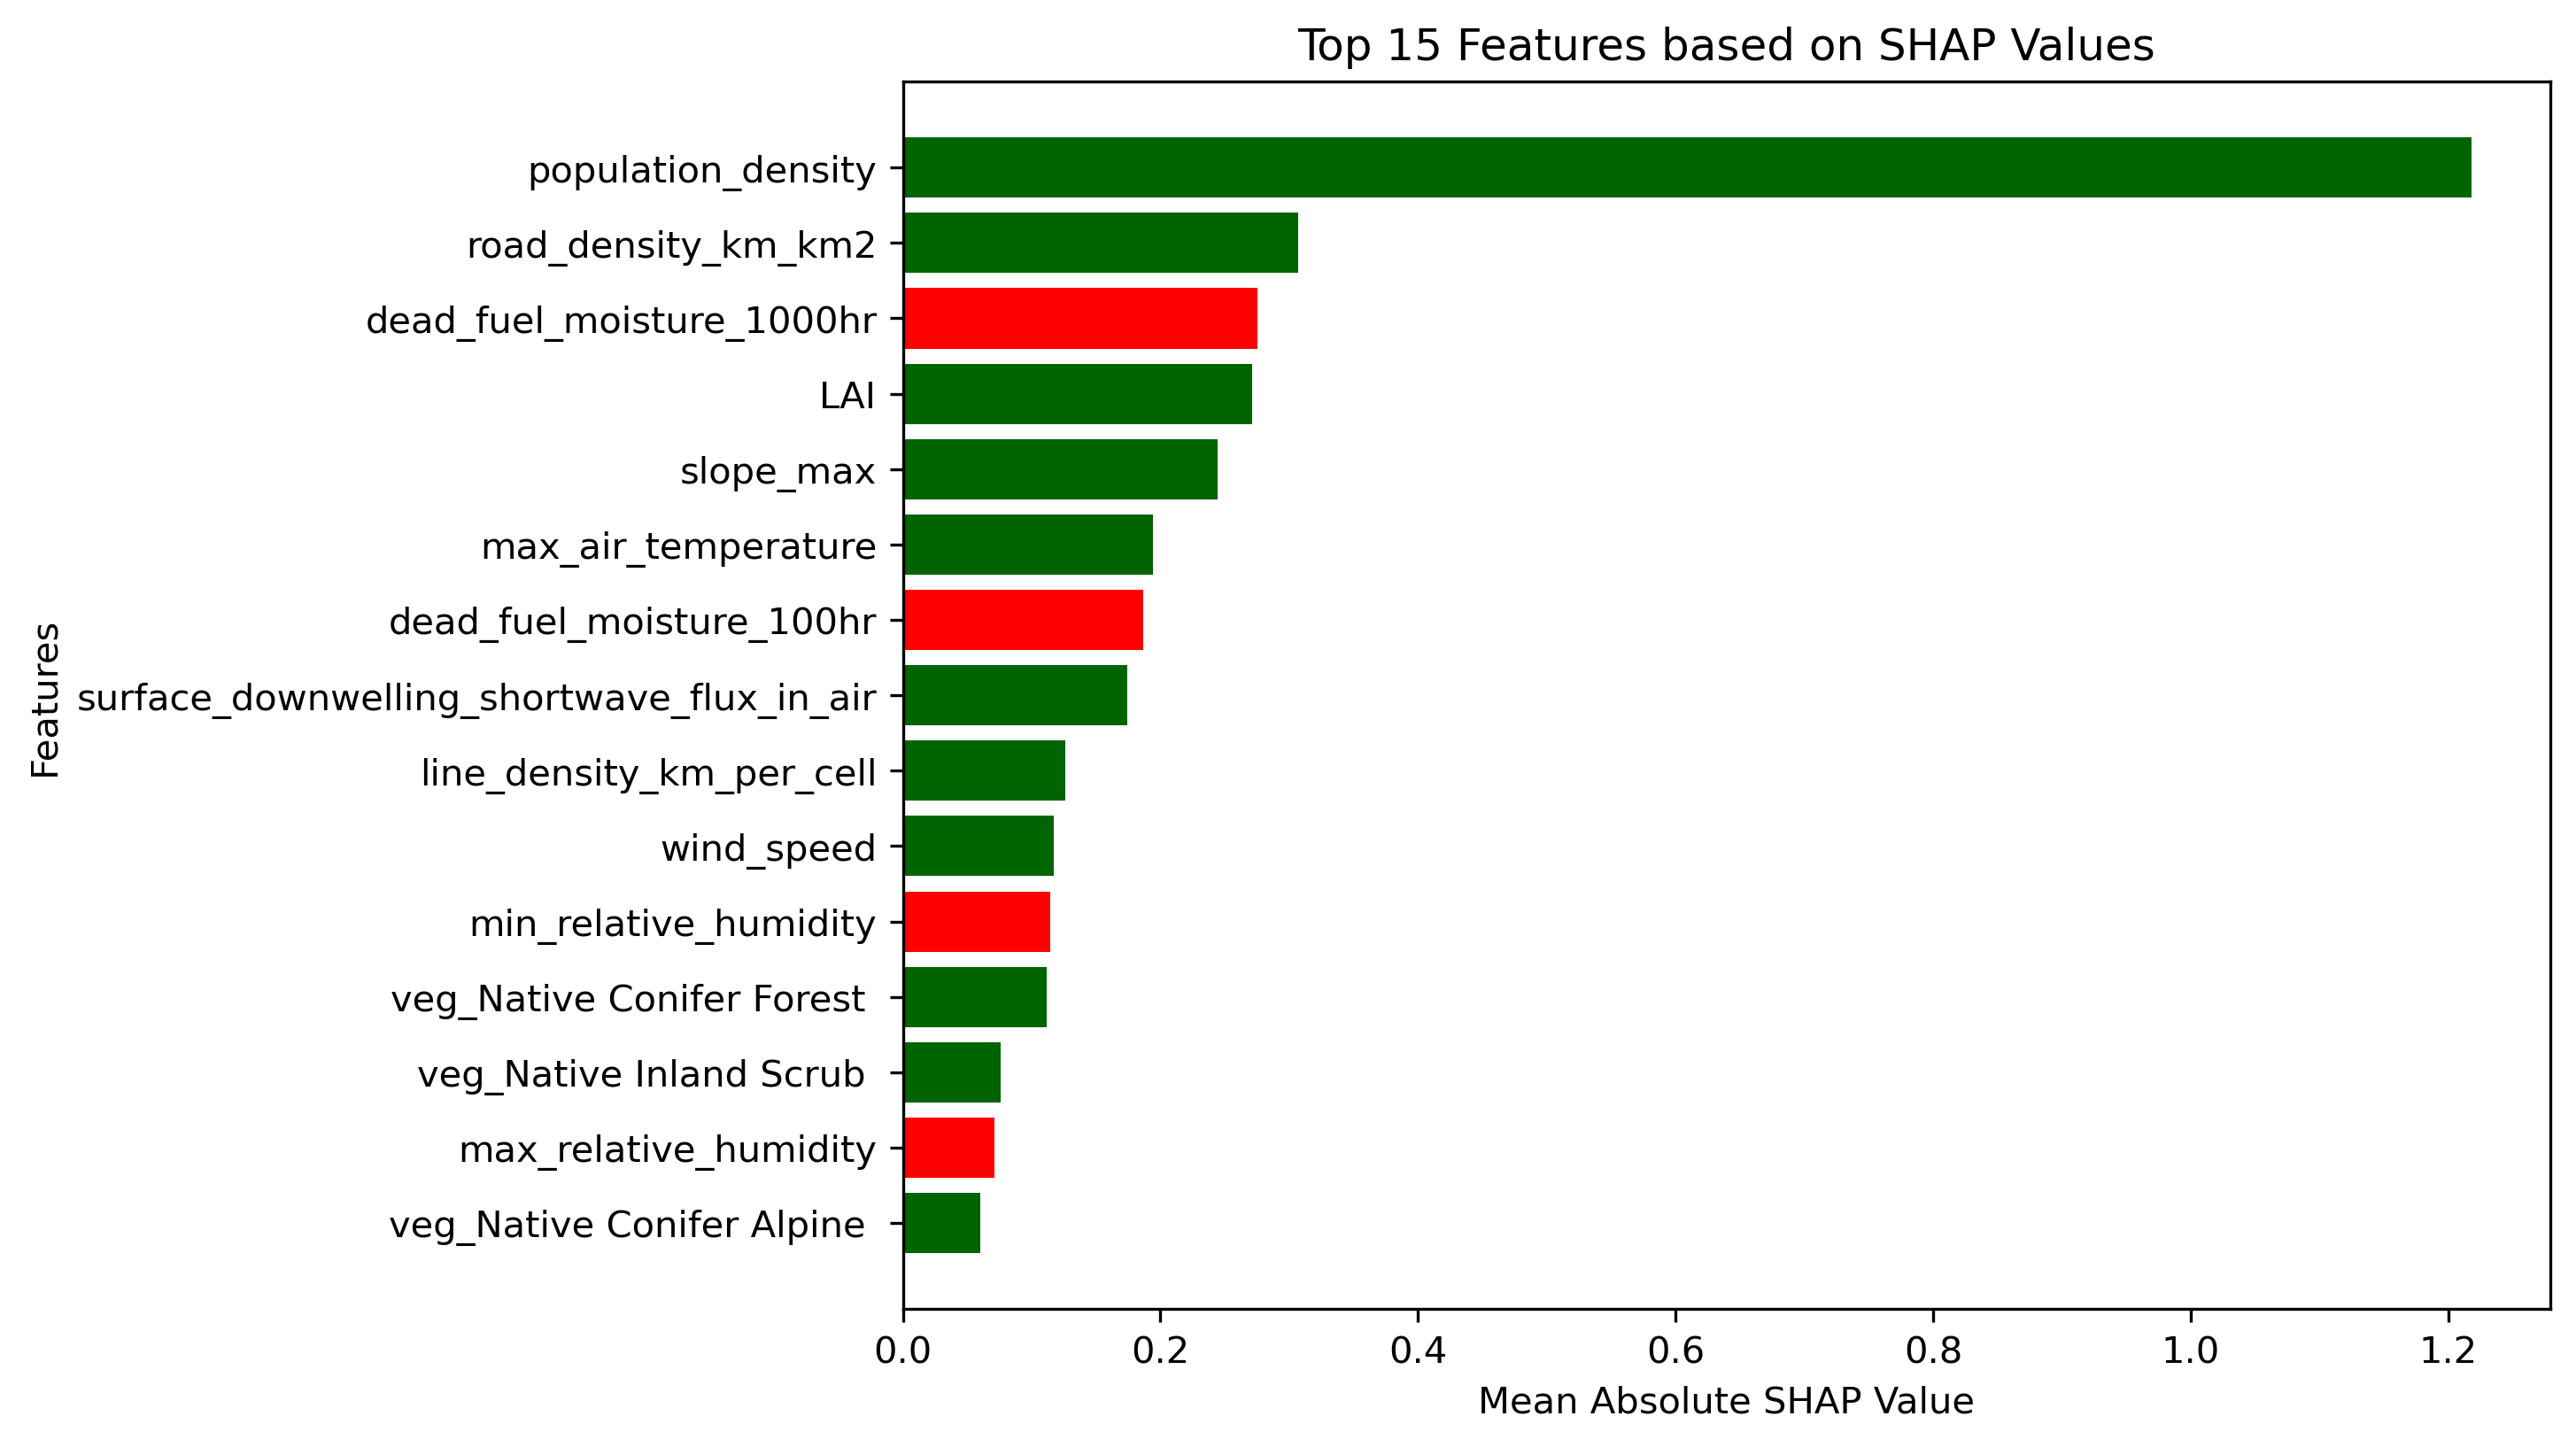 Top 15 Features based on SHAP Values
Features
population_density
road_density_km_km2
dead_fuel_moisture_1000hr
LAI
slope_max
max_air_temperature
dead_fuel_moisture_100hr
surface_downwelling_shortwave_flux_in_air
line_density_km_per_cell
wind_speed
min_relative_humidity
veg_Native Conifer Forest
veg_Native Inland Scrub
max_relative_humidity
veg_Native Conifer Alpine
0.0 0.2 0.4 0.6 0.8 1.0 1.2
Mean Absolute SHAP Value